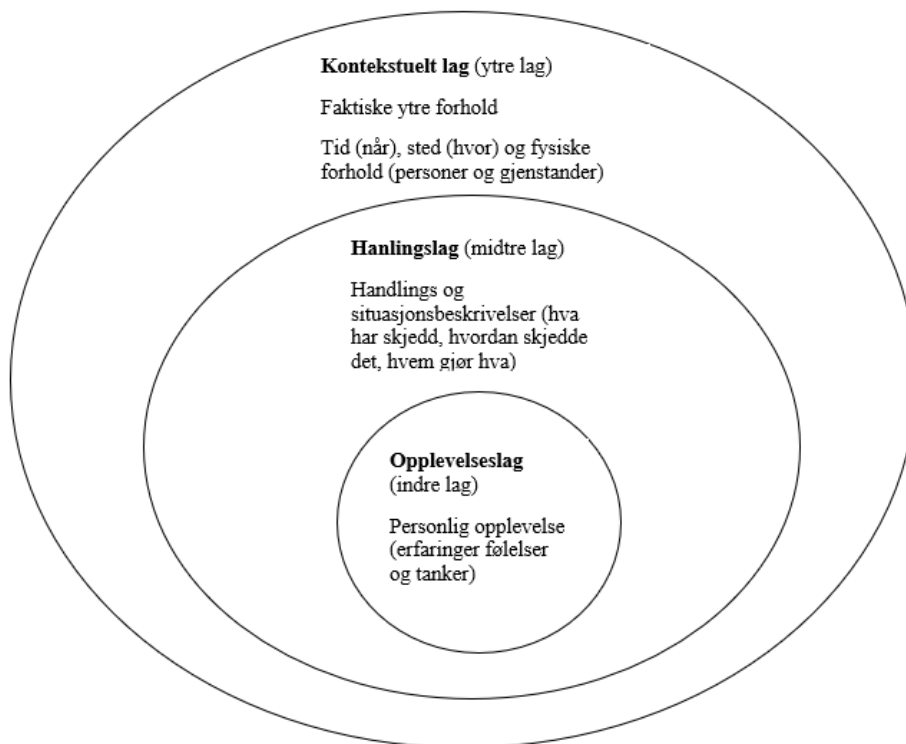 Kontekstuelt lag (ytre lag)
Faktiske ytre forhold
Tid (når), sted (hvor) og fysiske
forhold (personer og gjenstander)
Hanlingslag (midtre lag)
Handlings og
situasjonsbeskrivelser (hva
har skjedd, hvordan skjedde
det, hvem gjør hva)
Opplevelseslag
(indre lag)
Personlig opplevelse
(erfaringer følelser
og tanker)